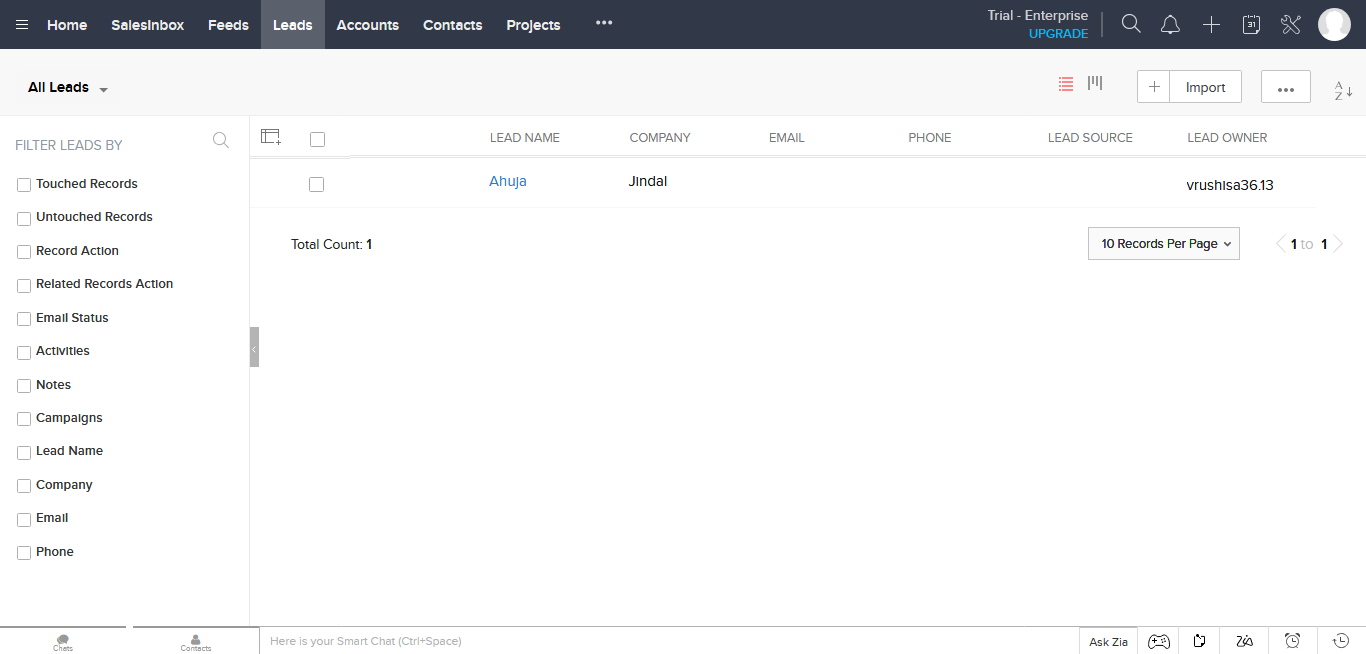 Home SalesInbox Feeds Leads Accounts Contacts Projects •••
Trial - Enterprise
UPGRADE
31
All Leads
Import
•••
A
Z
FILTER LEADS BY
LEAD NAME COMPANY EMAIL PHONE LEAD SOURCE LEAD OWNER
Ahuja Jindal vrushisa36.13
Total Count: 1
10 Records Per Page
1 to 1
Touched Records
Untouched Records
Record Action
Related Records Action
Email Status
Activities
Notes
Campaigns
Lead Name
Company
Email
Phone
Chats
Contacts
Here is your Smart Chat (Ctrl+Space)
Ask Zia